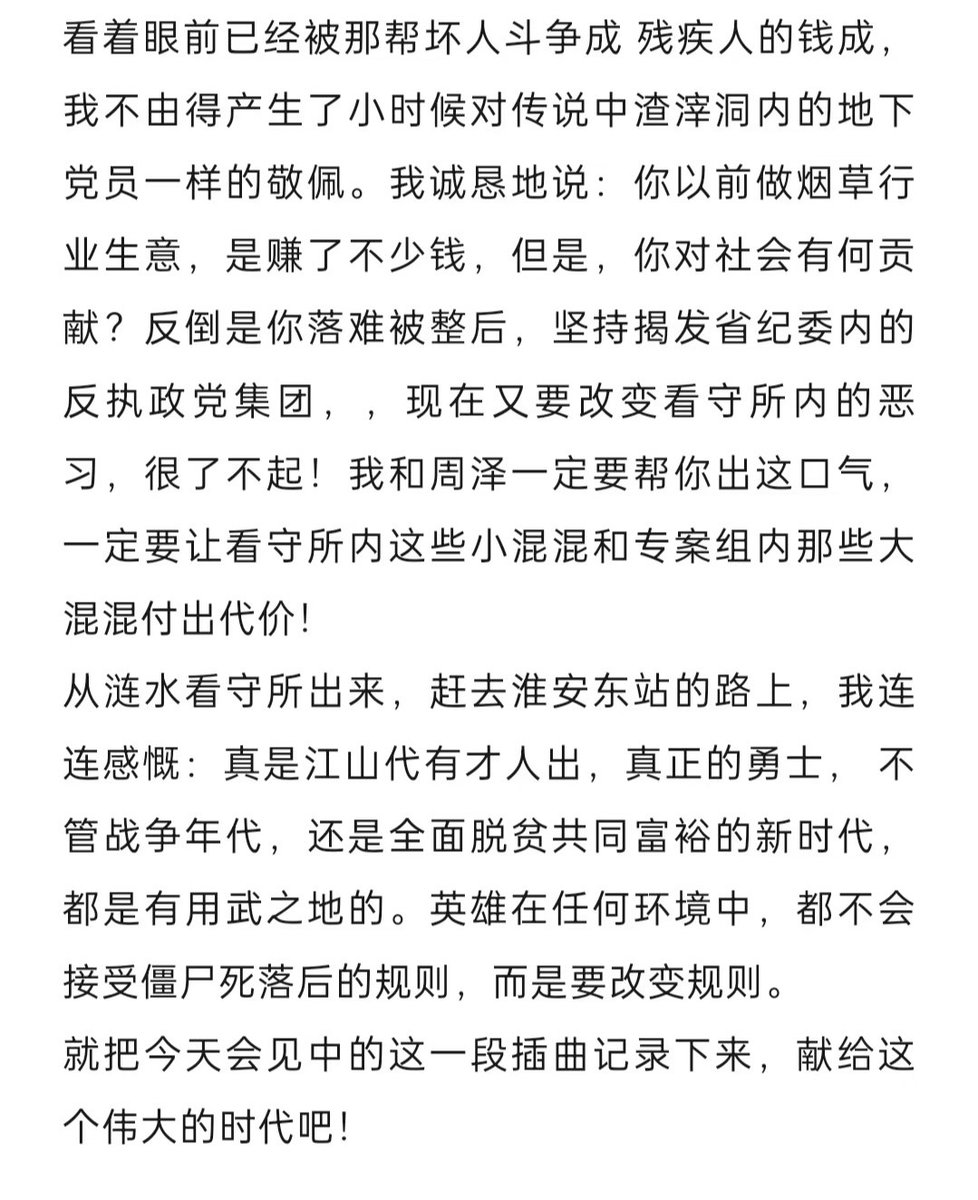 看着眼前已经被那帮坏人斗争成 残疾人的钱成，
我不由得产生了小时候对传说中渣滓洞内的地下
党员一样的敬佩。我诚恳地说：你以前做烟草行
业生意，是赚了不少钱，但是，你对社会有何贡
献？反倒是你落难被整后，坚持揭发省纪委内的
反执政党集团，，现在又要改变看守所内的恶
习，很了不起！我和周泽一定要帮你出这口气，
一定要让看守所内这些小混混和专案组内那些大
混混付出代价！
从涟水看守所出来，赶去淮安东站的路上，我连
连感慨：真是江山代有才人出，真正的勇士， 不
管战争年代，还是全面脱贫共同富裕的新时代，
都是有用武之地的。英雄在任何环境中，都不会
接受僵尸死落后的规则，而是要改变规则。
就把今天会见中的这一段插曲记录下来，献给这
个伟大的时代吧！